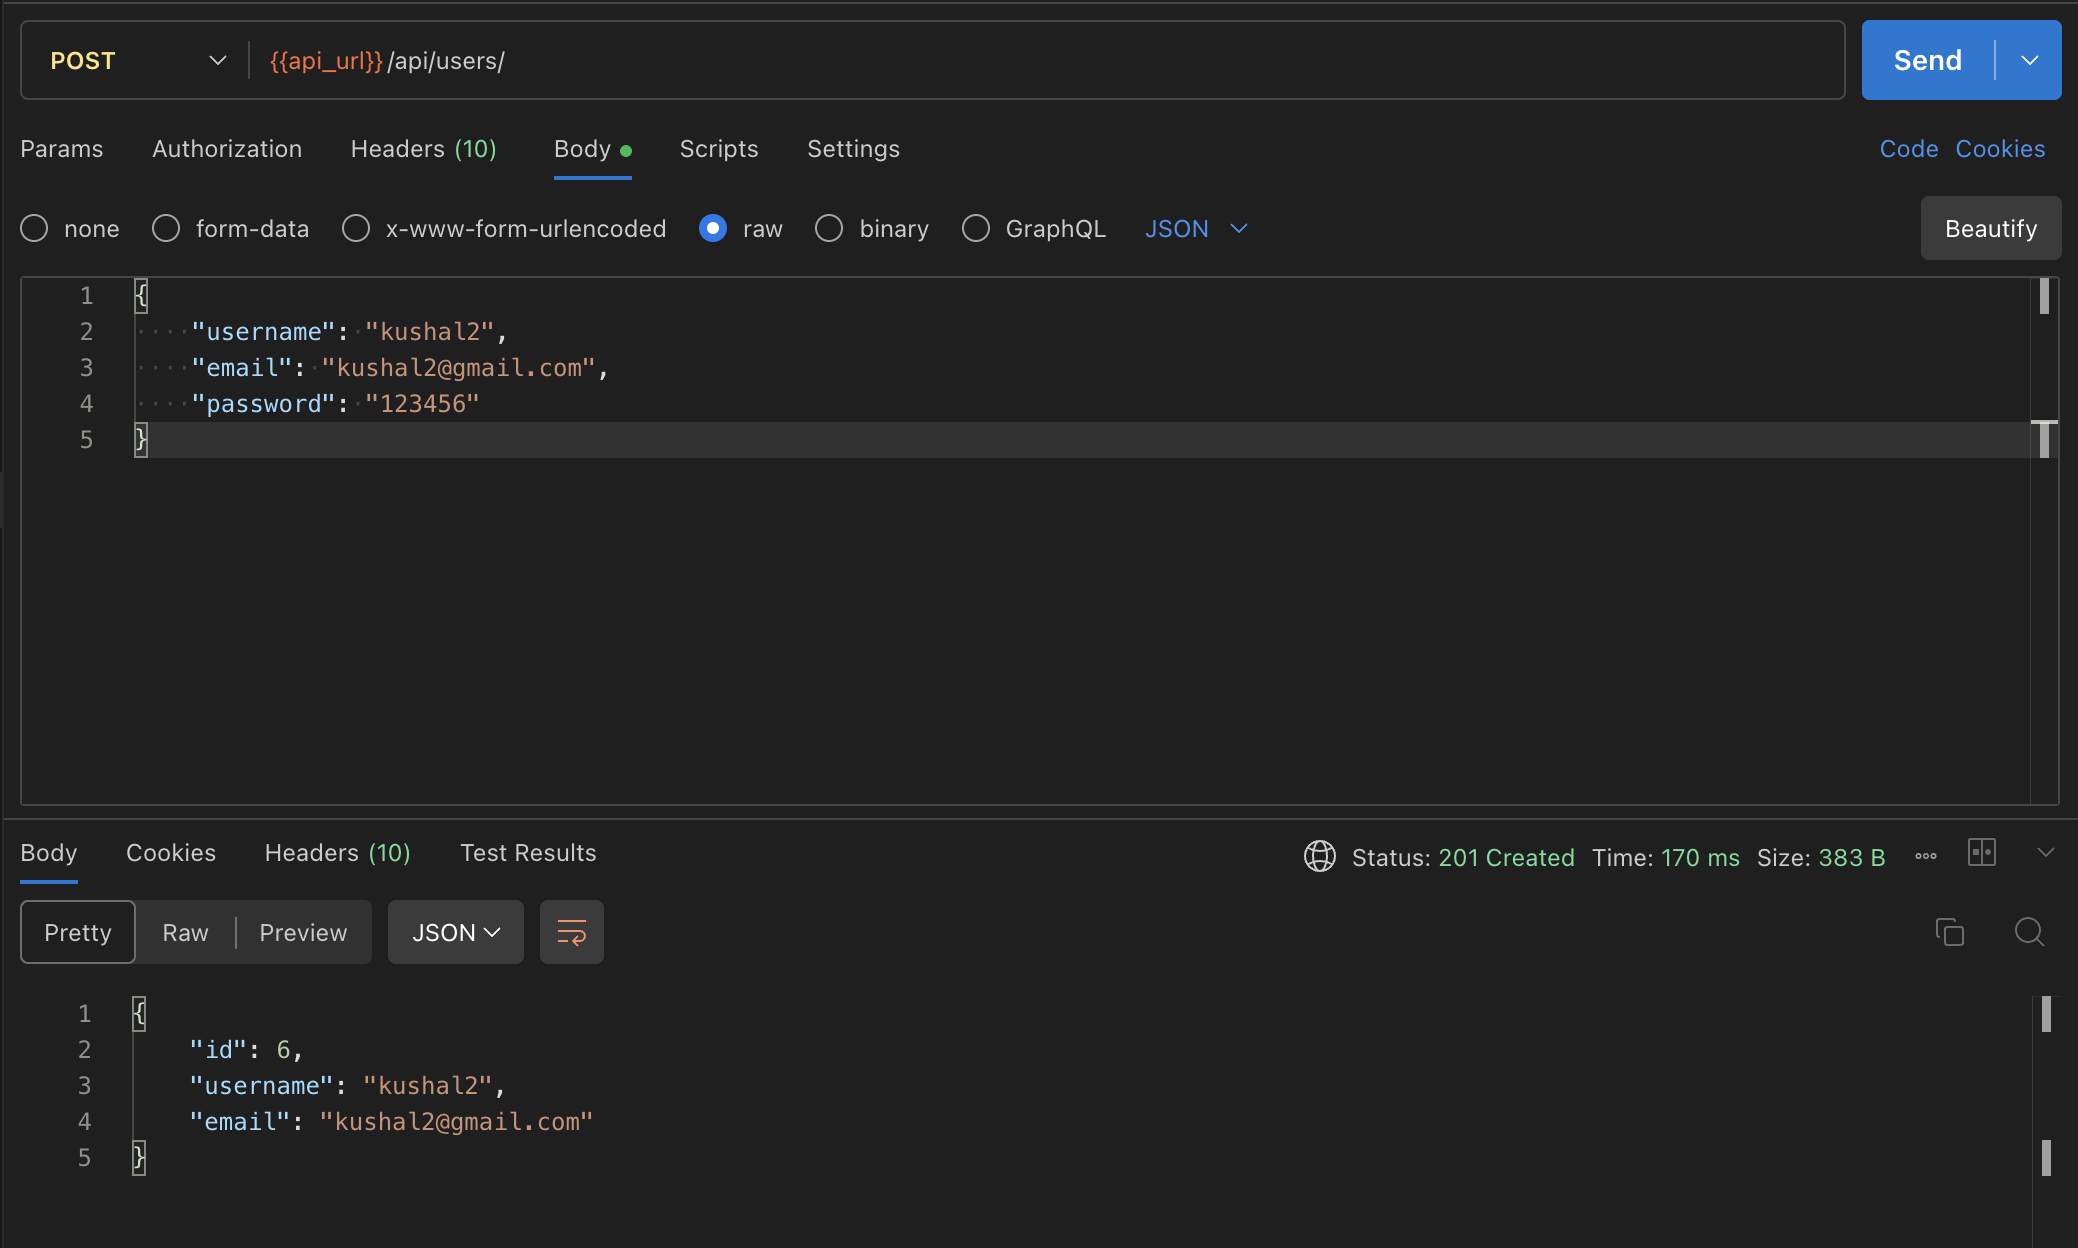 POST {{api_url}}/api/users/ Send
Params Authorization Headers (10) Body Scripts Settings Code Cookies
none form-data x-www-form-urlencoded raw binary GraphQL JSON Beautify
1 {
2 ····"username":·"kushal2",
3 ····"email":·"kushal2@gmail.com",
4 ····"password":·"123456"
5 }
Body Cookies Headers (10) Test Results Status: 201 Created Time: 170 ms Size: 383 B
Pretty Raw Preview JSON
1 {
2 "id": 6,
3 "username": "kushal2",
4 "email": "kushal2@gmail.com"
5 }